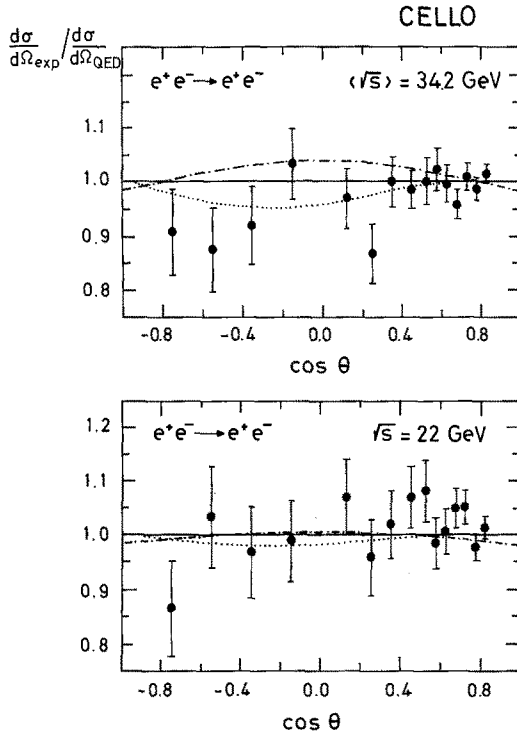 CELLO
dσ/dΩexp / dσ/dΩQED
e⁺e⁻→e⁺e⁻ ⟨√s⟩ = 34.2 GeV
1.1
1.0
0.9
0.8
-0.8 -0.4 0.0 0.4 0.8
cos θ
e⁺e⁻→e⁺e⁻ √s = 22 GeV
1.2
1.1
1.0
0.9
0.8
-0.8 -0.4 0.0 0.4 0.8
cos θ